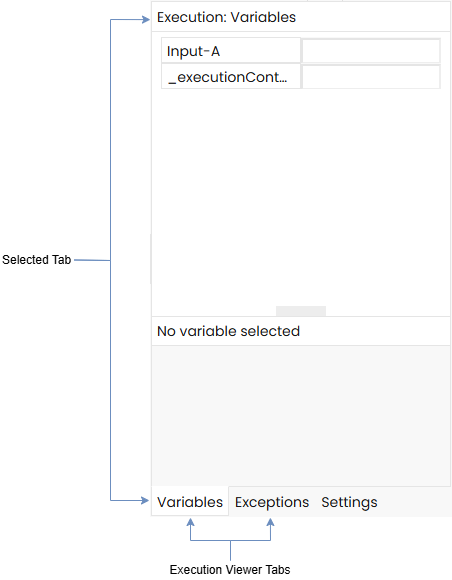 Execution: Variables
Input-A
_executionCont...
Selected Tab
No variable selected
Variables Exceptions Settings
Execution Viewer Tabs